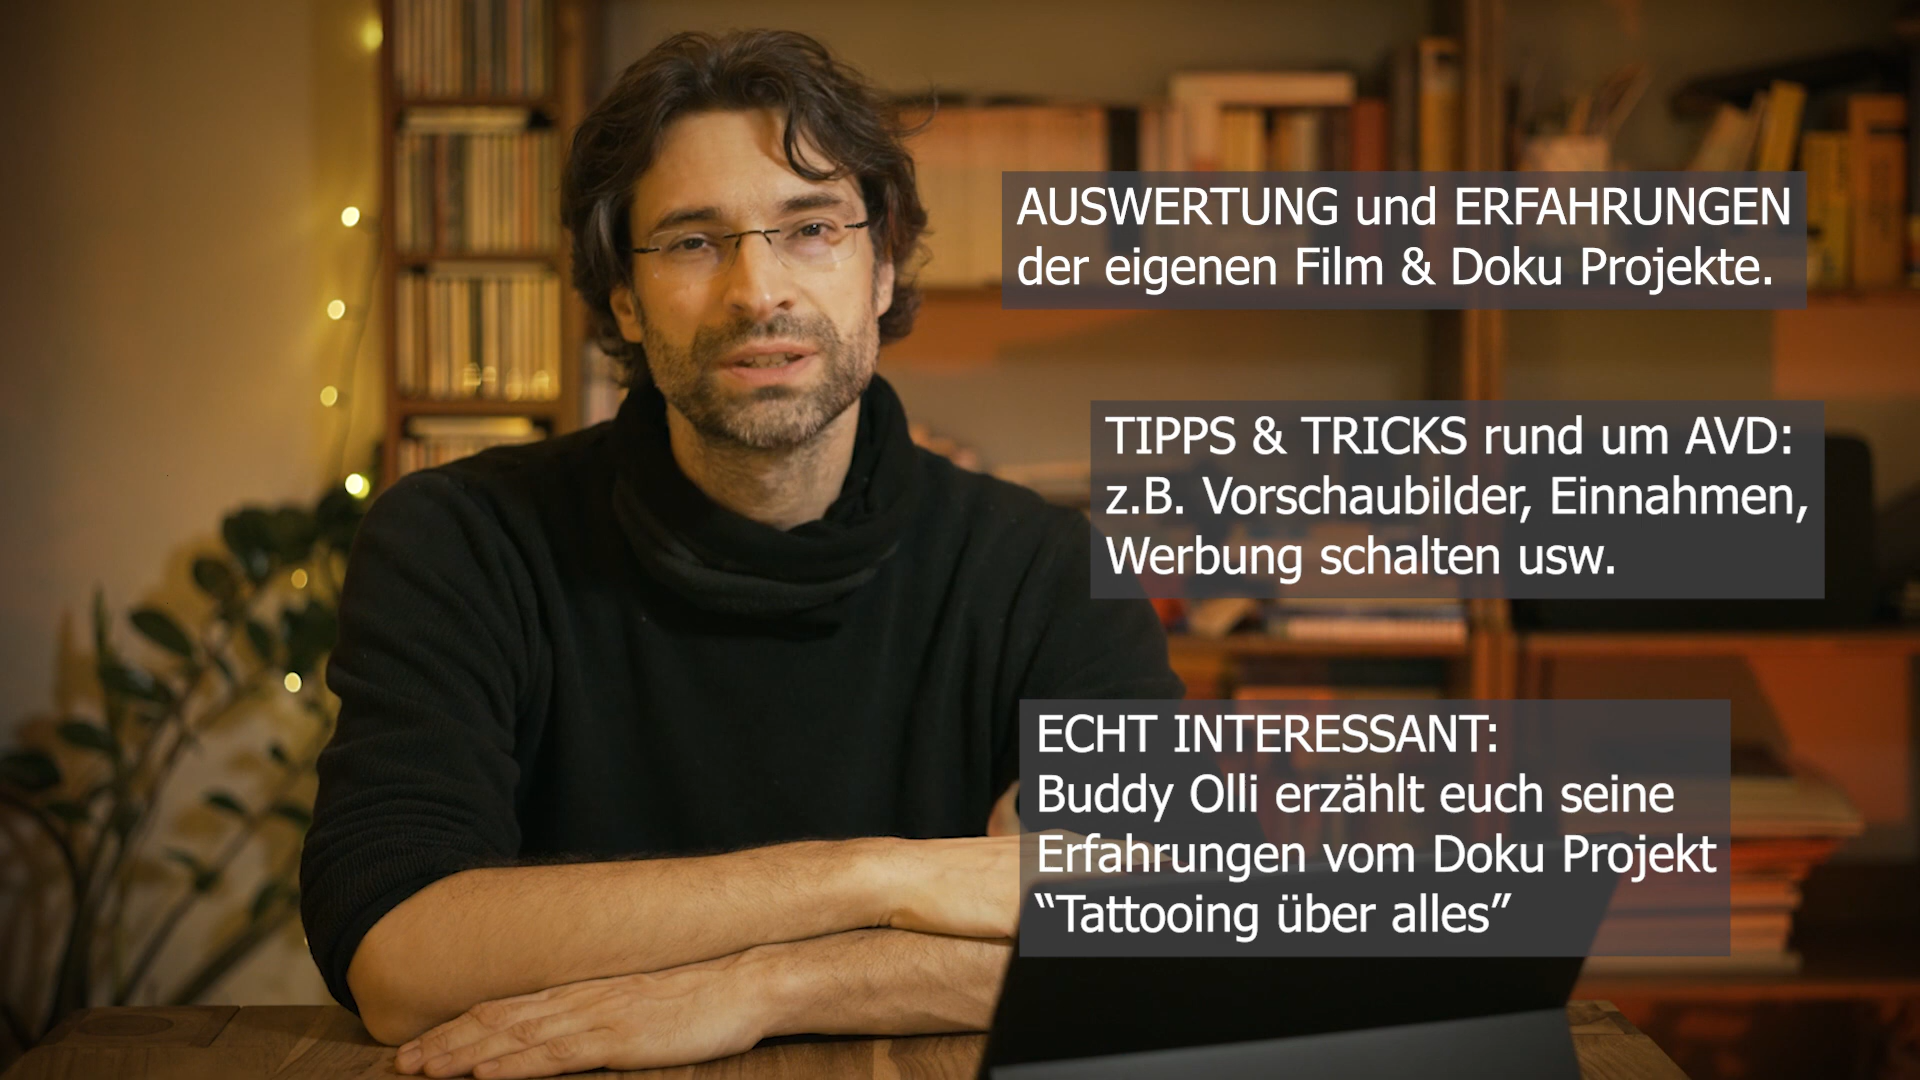 AUSWERTUNG und ERFAHRUNGEN
der eigenen Film & Doku Projekte.
TIPPS & TRICKS rund um AVD:
z.B. Vorschaubilder, Einnahmen,
Werbung schalten usw.
ECHT INTERESSANT:
Buddy Olli erzählt euch seine
Erfahrungen vom Doku Projekt
“Tattooing über alles”